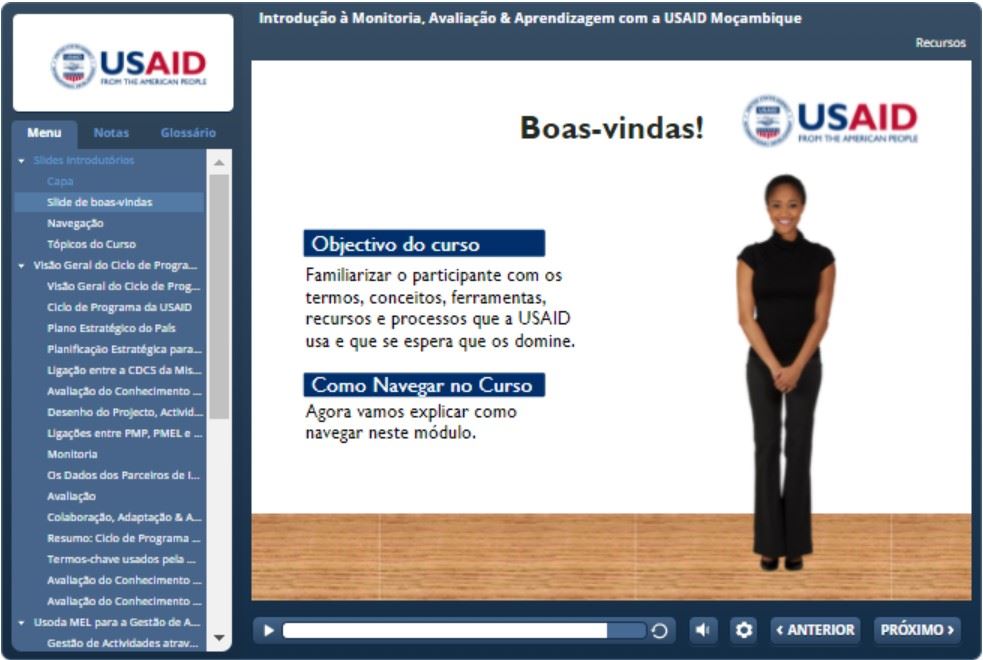 Introdução à Monitoria, Avaliação & Aprendizagem com a USAID Moçambique
Recursos
USAID
FROM THE AMERICAN PEOPLE
Menu
Notas
Glossário
Slides Introdutórios
Capa
Slide de boas-vindas
Navegação
Tópicos do Curso
Visão Geral do Ciclo de Progra...
Visão Geral do Ciclo de Prog...
Ciclo de Programa da USAID
Plano Estratégico do País
Planificação Estratégica para...
Ligação entre a CDCS da Mis...
Avaliação do Conhecimento ...
Desenho do Projecto, Activid...
Ligações entre PMP, PMEL e ...
Monitoria
Os Dados dos Parceiros de I...
Avaliação
Colaboração, Adaptação & A...
Resumo: Ciclo de Programa ...
Termos-chave usados pela ...
Avaliação do Conhecimento ...
Avaliação do Conhecimento ...
Usoda MEL para a Gestão de A...
Gestão de Actividades atrav...
Boas-vindas!
USAID
FROM THE AMERICAN PEOPLE
Objectivo do curso
Familiarizar o participante com os
termos, conceitos, ferramentas,
recursos e processos que a USAID
usa e que se espera que os domine.
Como Navegar no Curso
Agora vamos explicar como
navegar neste módulo.
‹ ANTERIOR
PRÓXIMO ›